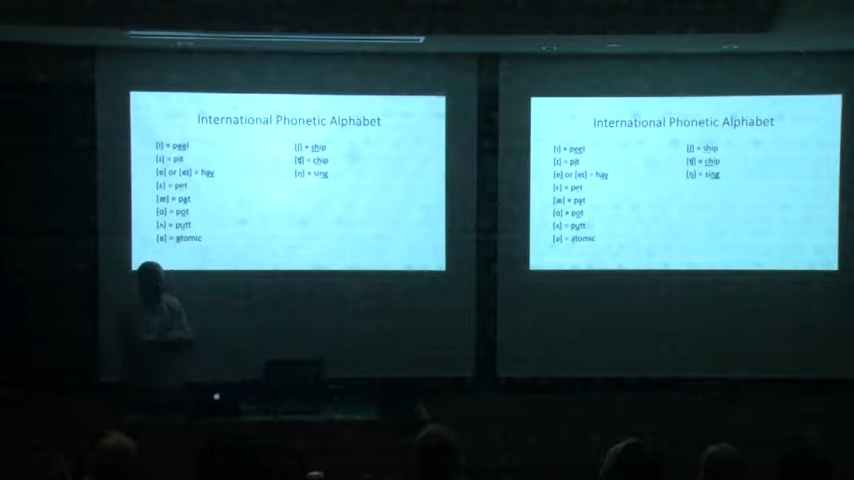 International Phonetic Alphabet
[i] = peel
[ɪ] = pit
[e] or [eɪ] = hay
[ɛ] = pet
[æ] = pat
[ɑ] = pot
[ʌ] = putt
[ə] = atomic
[ʃ] = ship
[ʧ] = chip
[ŋ] = sing
International Phonetic Alphabet
[i] = peel
[ɪ] = pit
[e] or [eɪ] = hay
[ɛ] = pet
[æ] = pat
[ɑ] = pot
[ʌ] = putt
[ə] = atomic
[ʃ] = ship
[ʧ] = chip
[ŋ] = sing